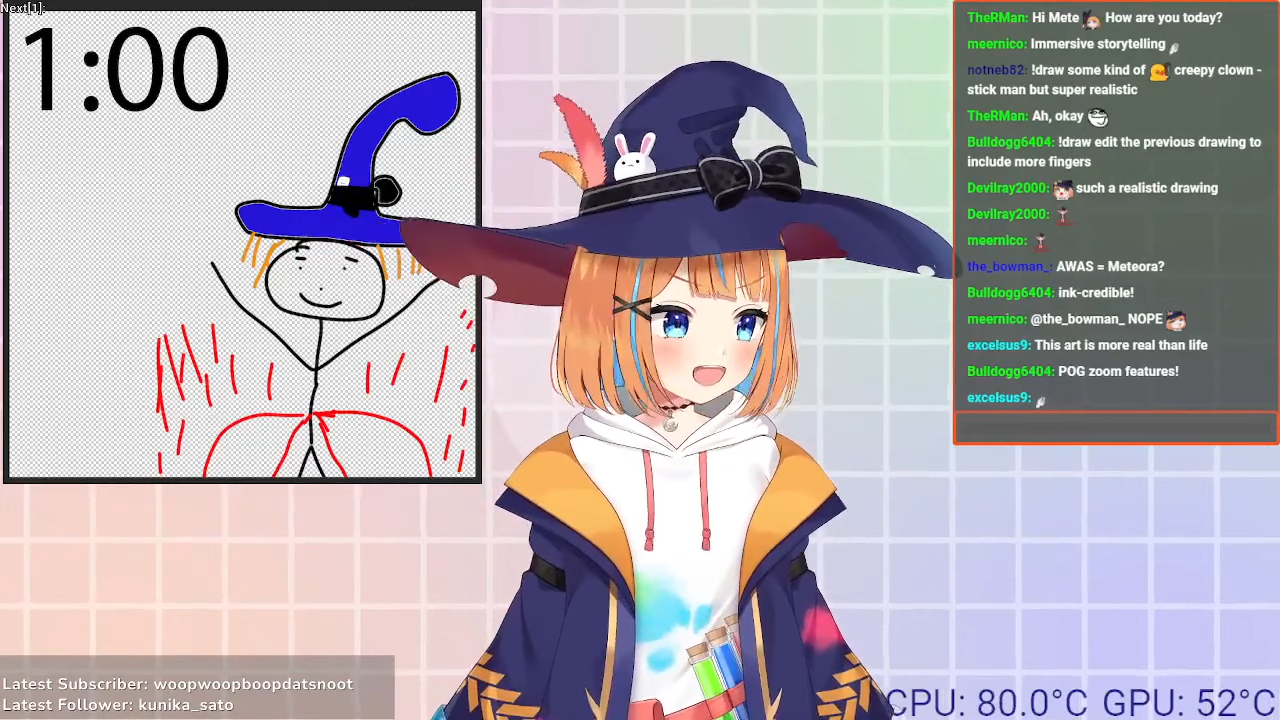 Next[1]:
1:00
TheRMan: Hi Mete How are you today?
meernico: Immersive storytelling
notneb82: !draw some kind of creepy clown -
stick man but super realistic
TheRMan: Ah, okay
Bulldogg6404: !draw edit the previous drawing to
include more fingers
Devilray2000: such a realistic drawing
Devilray2000:
meernico:
the_bowman_: AWAS = Meteora?
Bulldogg6404: ink-credible!
meernico: @the_bowman_ NOPE
excelsus9: This art is more real than life
Bulldogg6404: POG zoom features!
excelsus9:
Latest Subscriber: woopwoopboopdatsnoot
Latest Follower: kunika_sato
CPU: 80.0°C GPU: 52°C